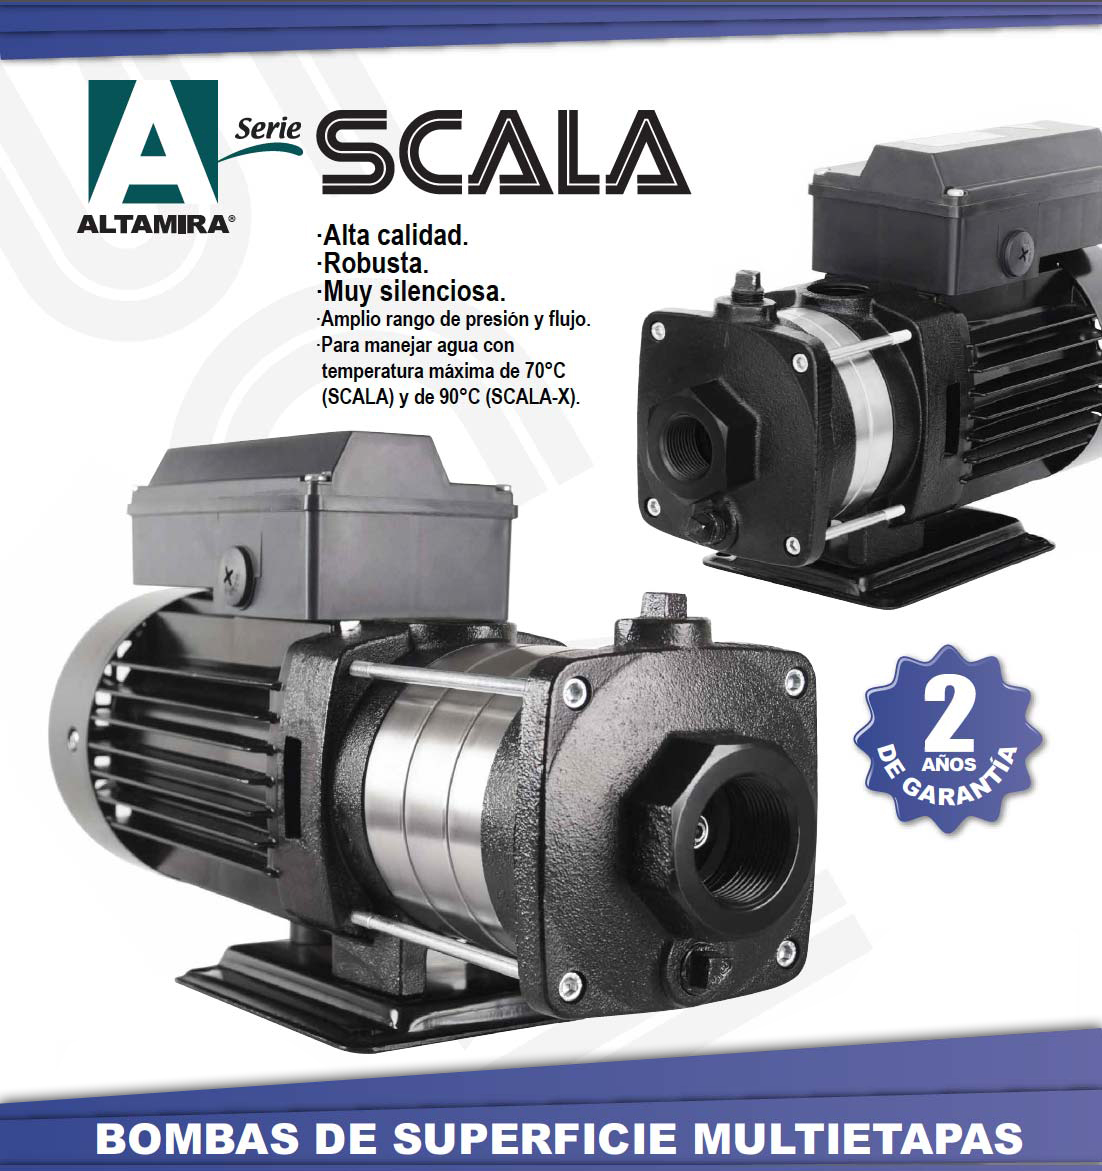 A
ALTAMIRA®
Serie
SCALA
·Alta calidad.
·Robusta.
·Muy silenciosa.
·Amplio rango de presión y flujo.
·Para manejar agua con
temperatura máxima de 70°C
(SCALA) y de 90°C (SCALA-X).
2
AÑOS
DE GARANTÍA
BOMBAS DE SUPERFICIE MULTIETAPAS